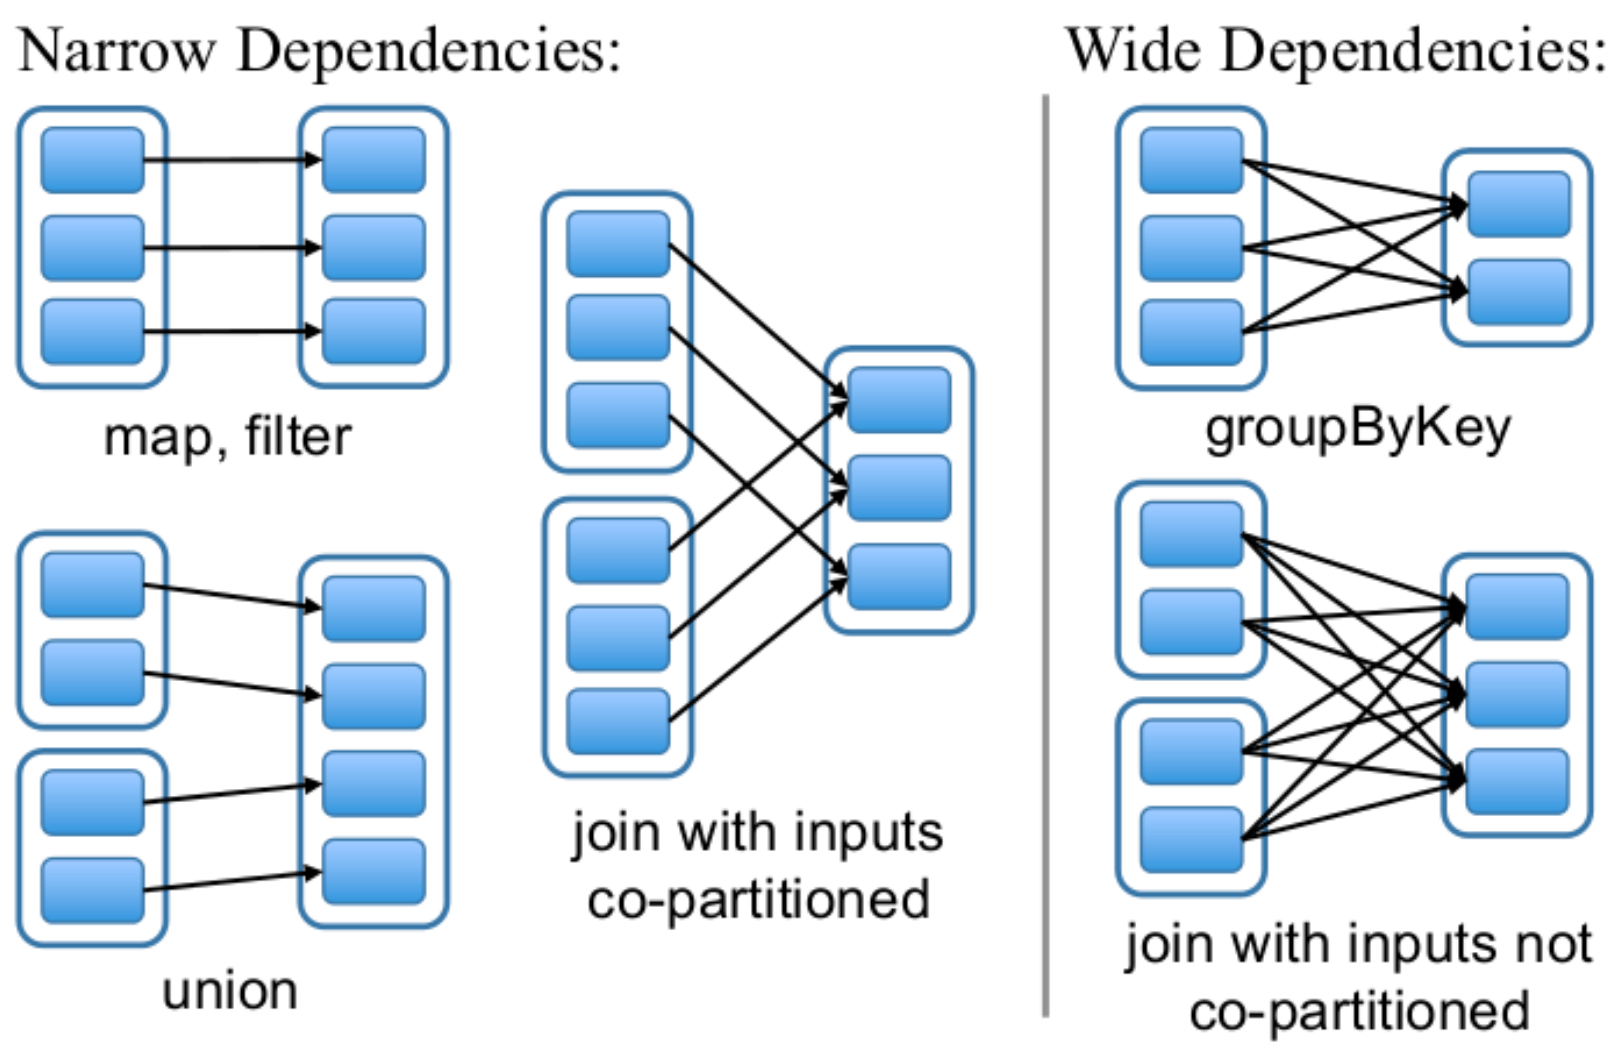 Narrow Dependencies:
map, filter
union
join with inputs
co-partitioned
Wide Dependencies:
groupByKey
join with inputs not
co-partitioned